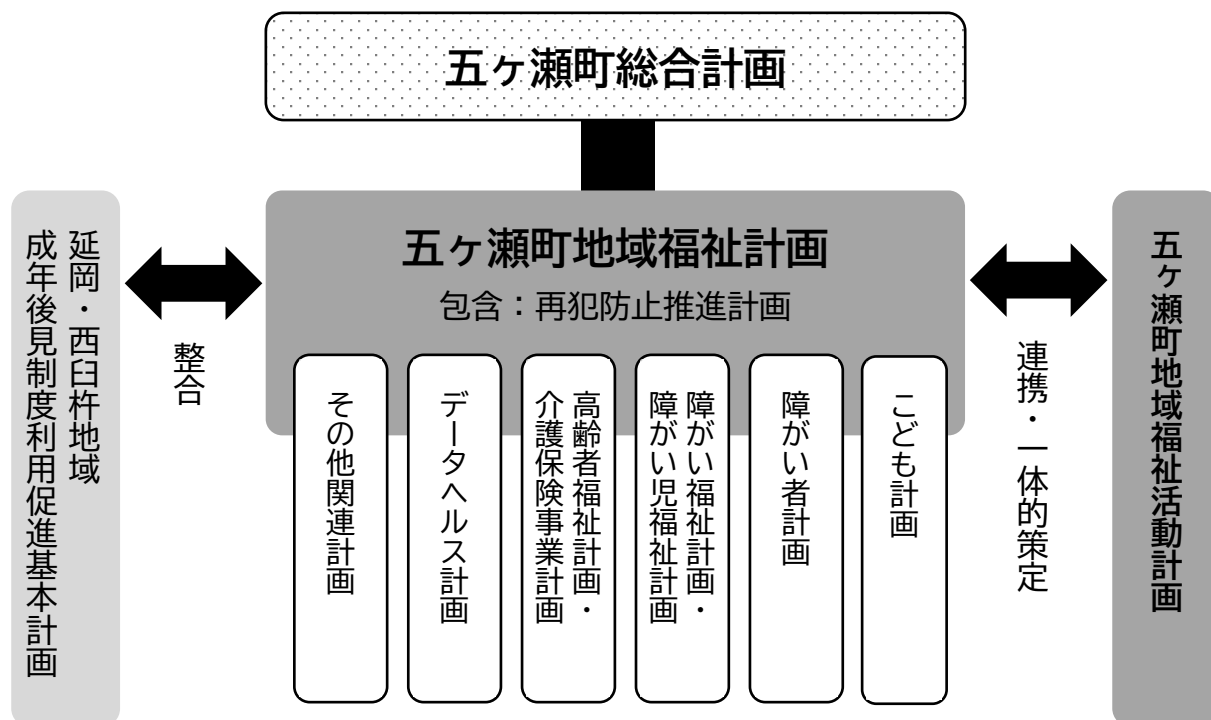 五ヶ瀬町総合計画
五ヶ瀬町地域福祉計画
包含：再犯防止推進計画
延岡・西臼杵地域
成年後見制度利用促進基本計画
整合
連携・一体的策定
五ヶ瀬町地域福祉活動計画
こども計画
障がい者計画
障がい福祉計画・
障がい児福祉計画
高齢者福祉計画・
介護保険事業計画
データヘルス計画
その他関連計画